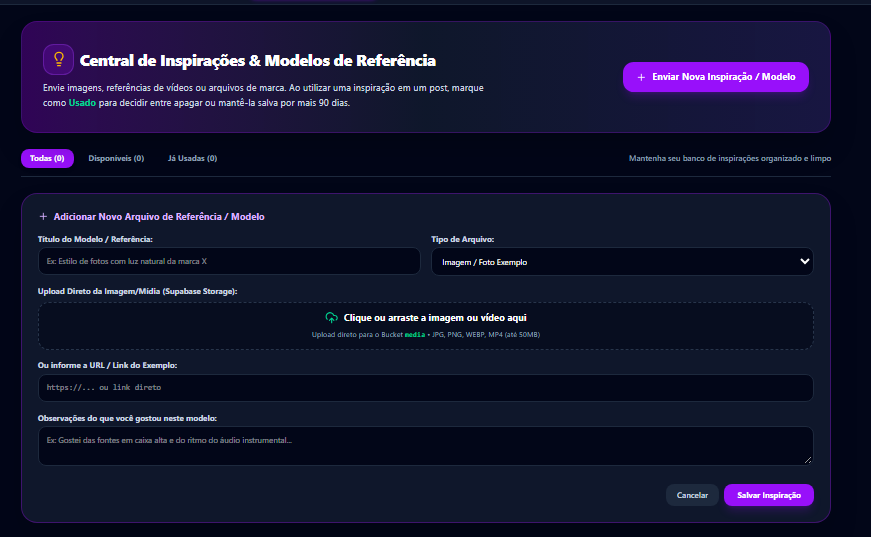 Central de Inspirações & Modelos de Referência
Envie imagens, referências de vídeos ou arquivos de marca. Ao utilizar uma inspiração em um post, marque
como Usado para decidir entre apagar ou mantê-la salva por mais 90 dias.
+ Enviar Nova Inspiração / Modelo
Todas (0)
Disponíveis (0)
Já Usadas (0)
Mantenha seu banco de inspirações organizado e limpo
+ Adicionar Novo Arquivo de Referência / Modelo
Título do Modelo / Referência:
Tipo de Arquivo:
Ex: Estilo de fotos com luz natural da marca X
Imagem / Foto Exemplo
Upload Direto da Imagem/Mídia (Supabase Storage):
Clique ou arraste a imagem ou vídeo aqui
Upload direto para o Bucket media • JPG, PNG, WEBP, MP4 (até 50MB)
Ou informe a URL / Link do Exemplo:
https://... ou link direto
Observações do que você gostou neste modelo:
Ex: Gostei das fontes em caixa alta e do ritmo do áudio instrumental...
Cancelar
Salvar Inspiração